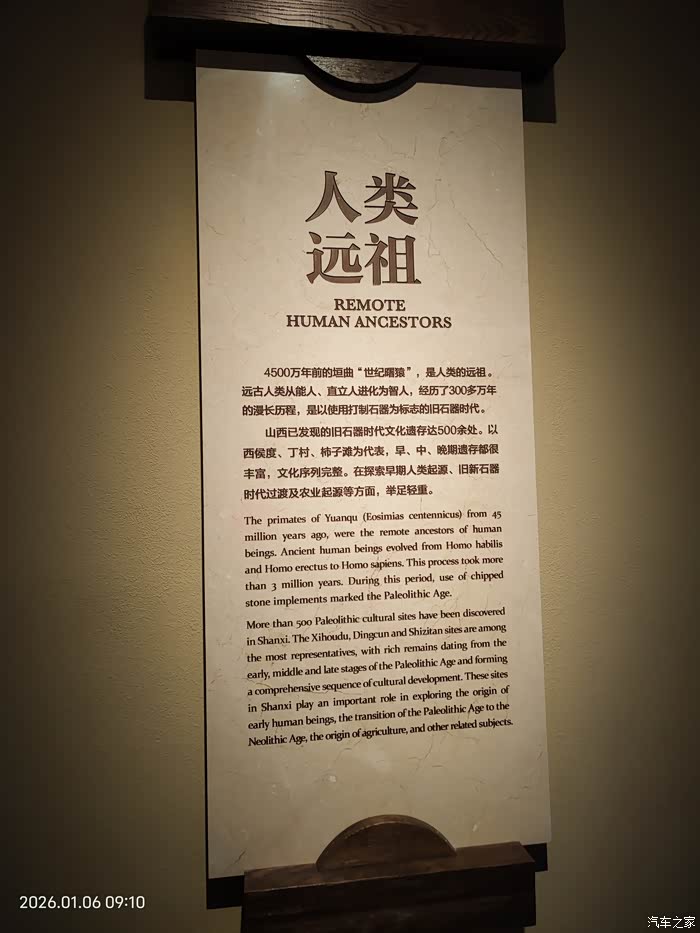 人类
远祖
REMOTE
HUMAN ANCESTORS
4500万年前的垣曲“世纪曙猿”，是人类的远祖。
远古人类从能人、直立人进化为智人，经历了300多万年
的漫长历程，是以使用打制石器为标志的旧石器时代。
山西已发现的旧石器时代文化遗存达500余处。以
西侯度、丁村、柿子滩为代表，早、中、晚期遗存都很
丰富，文化序列完整。在探索早期人类起源、旧新石器
时代过渡及农业起源等方面，举足轻重。
The primates of Yuanqu (Eosimias centennicus) from 45
million years ago, were the remote ancestors of human
beings. Ancient human beings evolved from Homo habilis
and Homo erectus to Homo sapiens. This process took more
than 3 million years. During this period, use of chipped
stone implements marked the Paleolithic Age.
More than 500 Paleolithic cultural sites have been discovered
in Shanxi. The Xihoudu, Dingcun and Shizitan sites are among
the most representatives, with rich remains dating from the
early, middle and late stages of the Paleolithic Age and forming
a comprehensive sequence of cultural development. These sites
in Shanxi play an important role in exploring the origin of
early human beings, the transition of the Paleolithic Age to the
Neolithic Age, the origin of agriculture, and other related subjects.
2026.01.06 09:10
汽车之家